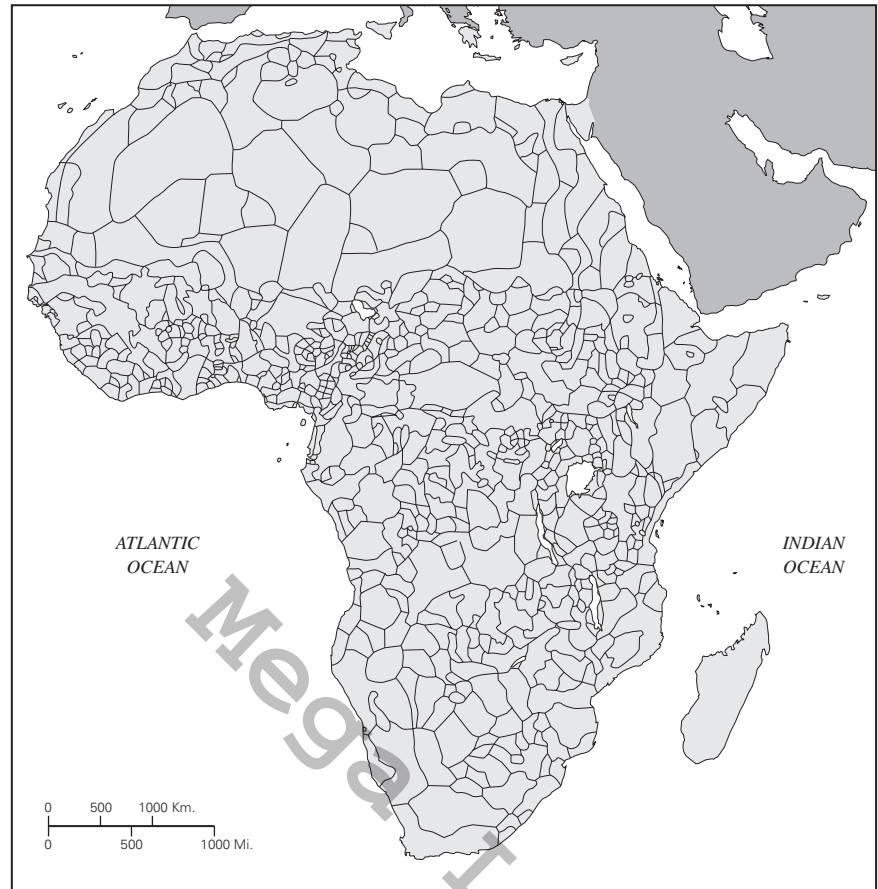 ATLANTIC
OCEAN
INDIAN
OCEAN
Mega I
0 500 1000 Km.
0 500 1000 Mi.